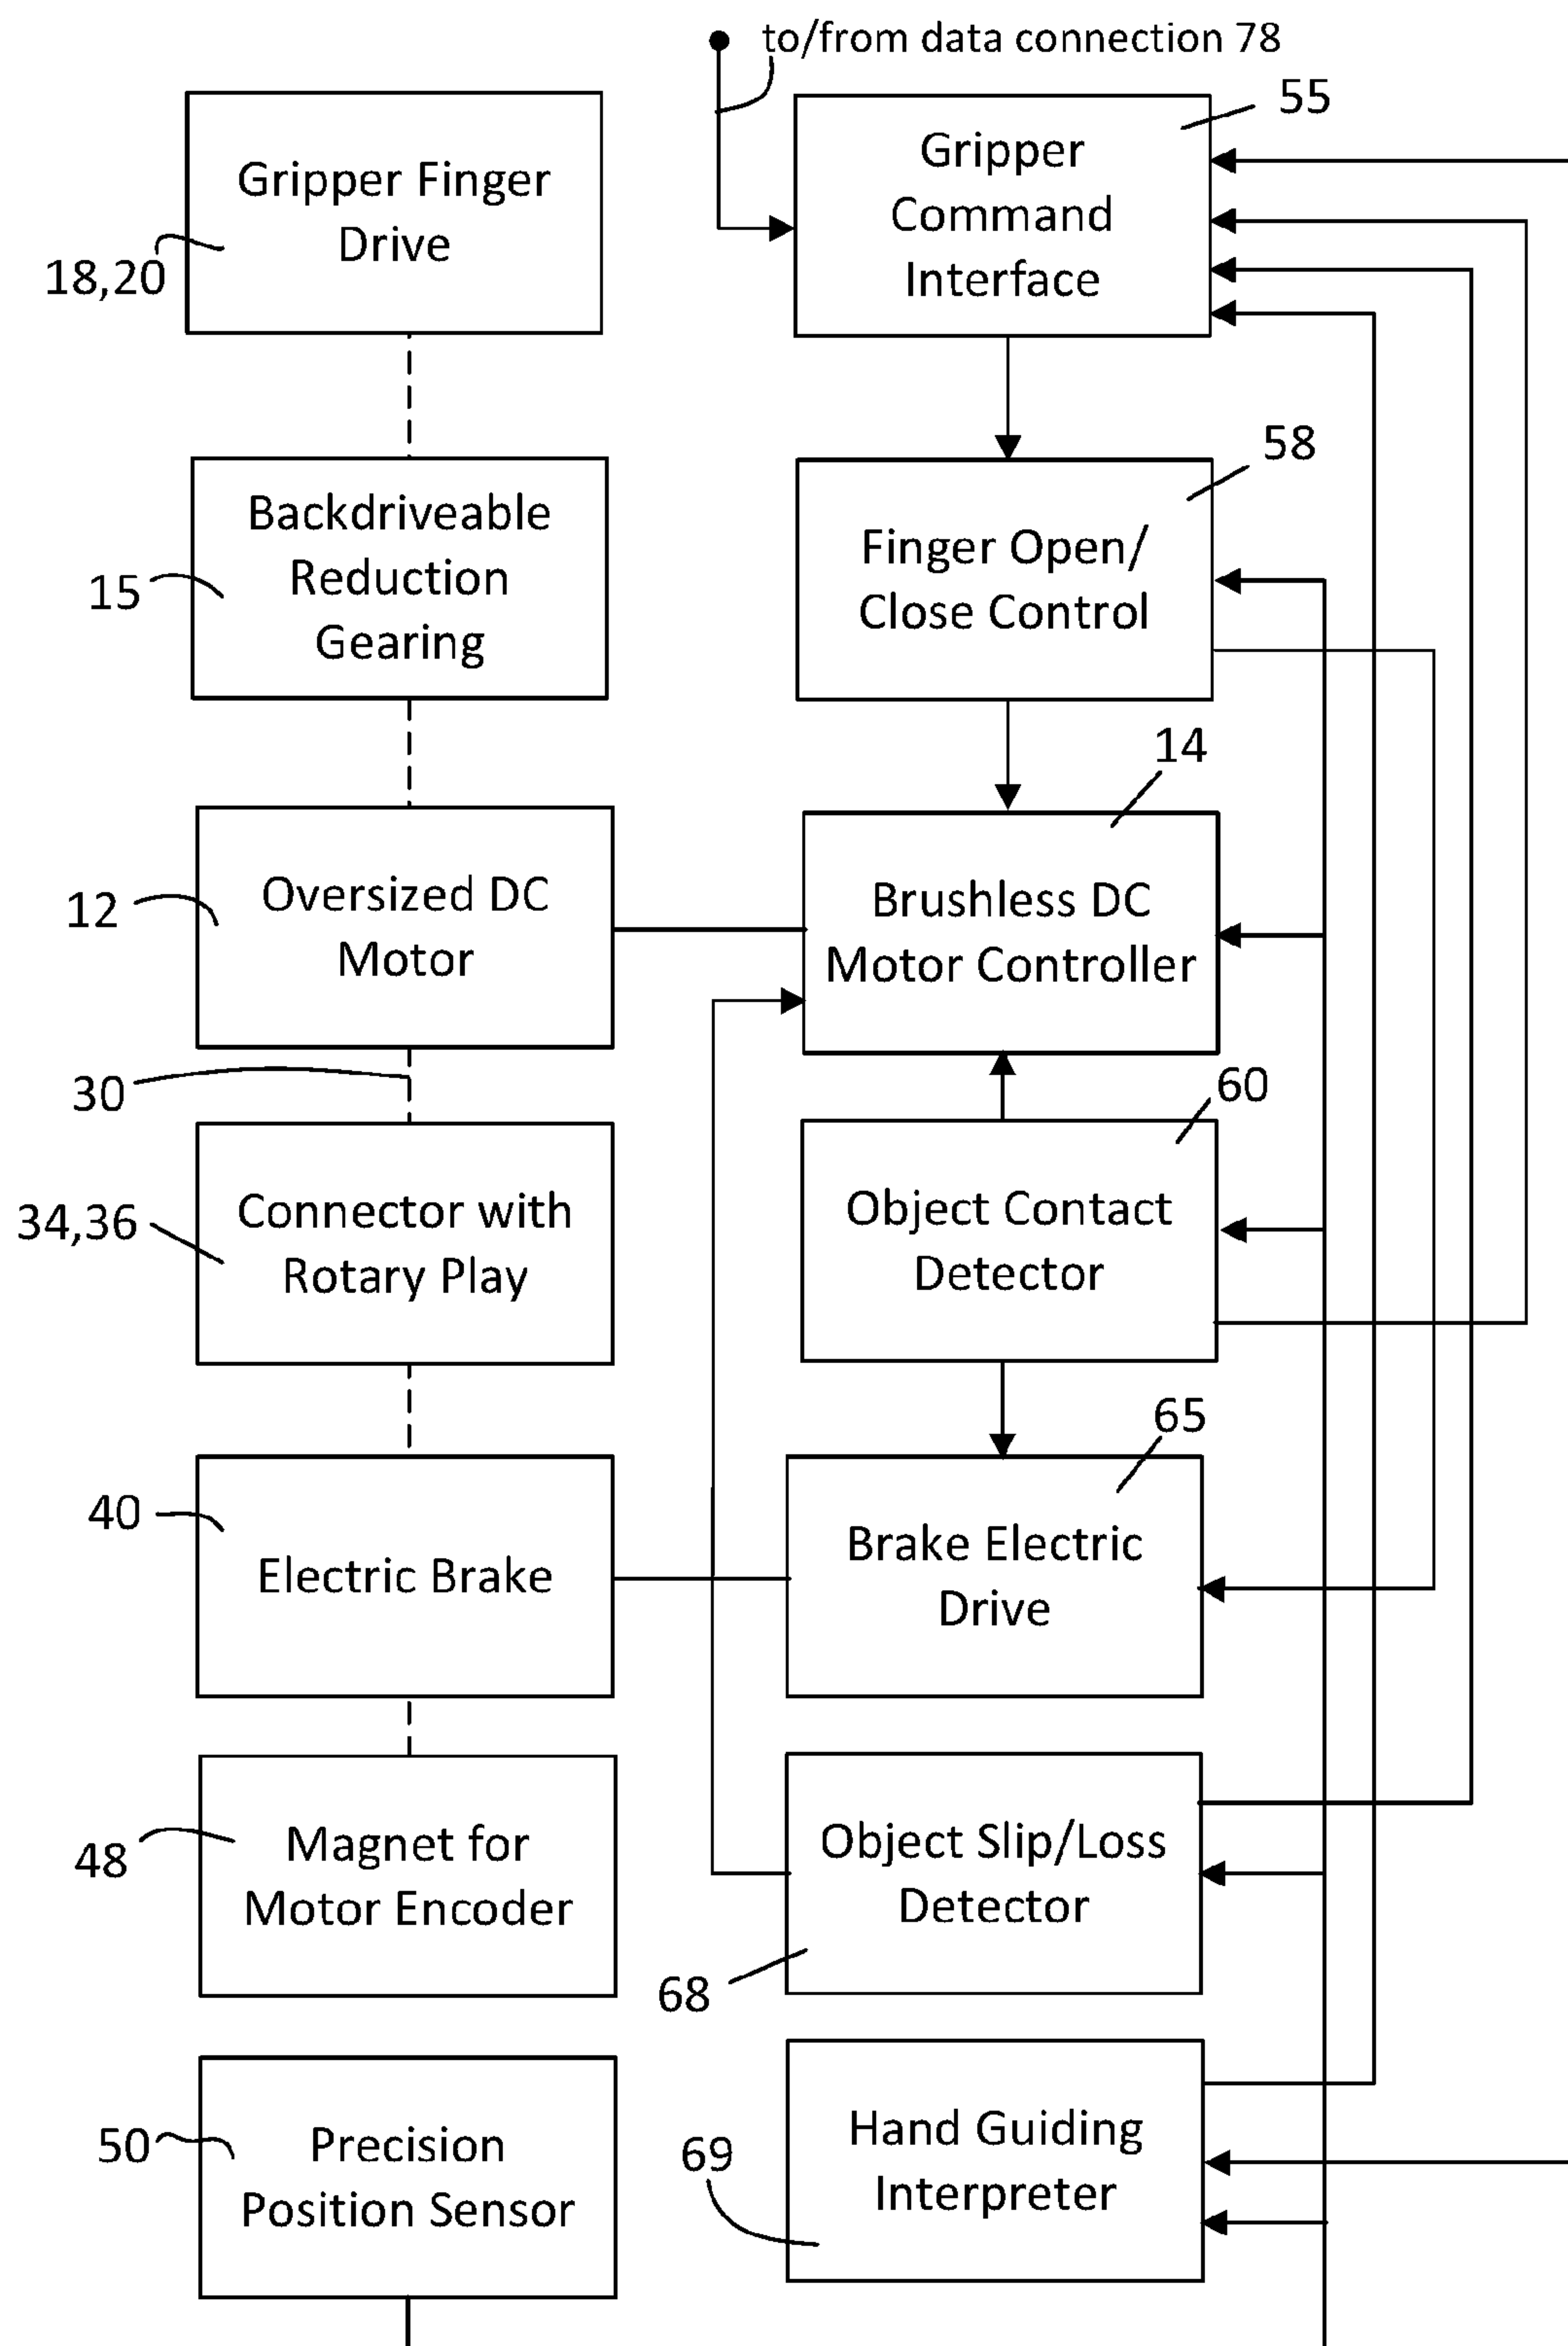 to/from data connection 78
55
Gripper Finger
Drive
18,20
Gripper
Command
Interface
58
Backdriveable
Reduction
Gearing
15
Finger Open/
Close Control
14
Oversized DC
Motor
12
Brushless DC
Motor Controller
30
60
Connector with
Rotary Play
34,36
Object Contact
Detector
65
40
Electric Brake
Brake Electric
Drive
Magnet for
Motor Encoder
48
Object Slip/Loss
Detector
68
50
Precision
Position Sensor
69
Hand Guiding
Interpreter